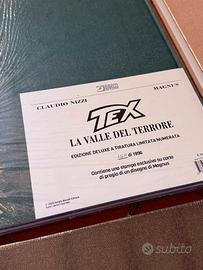 CLAUDIO NIZZI
MAGNUS
TEX
LA VALLE DEL TERRORE
EDIZIONE DELUXE A TIRATURA LIMITATA NUMERATA
di 1996
Contiene una stampa esclusiva su carta
di pregio di un disegno di Magnus
subito